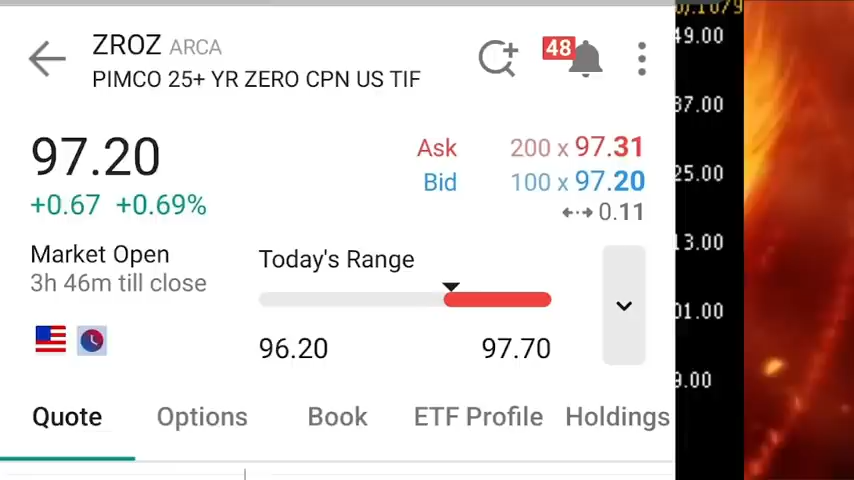 ZROZ ARCA
PIMCO 25+ YR ZERO CPN US TIF
48
97.20
+0.67 +0.69%
Ask 200 x 97.31
Bid 100 x 97.20
0.11
Market Open
3h 46m till close
Today's Range
96.20 97.70
Quote Options Book ETF Profile Holdings
49.00
37.00
25.00
13.00
01.00
9.00